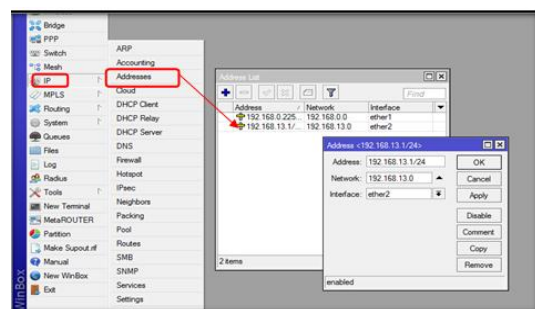 Bridge
PPP
Switch
Mesh
IP
MPLS
Routing
System
Queues
Files
Log
Radius
Tools
New Terminal
MetaROUTER
Partition
Make Supout.rif
Manual
New WinBox
Exit
WinBox
ARP
Accounting
Addresses
Cloud
DHCP Client
DHCP Relay
DHCP Server
DNS
Firewall
Hotspot
IPsec
Neighbors
Packing
Pool
Routes
SMB
SNMP
Services
Settings
Address List
Find
Address Network Interface
192.168.0.225... 192.168.0.0 ether1
192.168.13.1/... 192.168.13.0 ether2
2 items
Address <192.168.13.1/24>
Address: 192.168.13.1/24 OK
Network: 192.168.13.0 Cancel
Interface: ether2 Apply
Disable
Comment
Copy
Remove
enabled